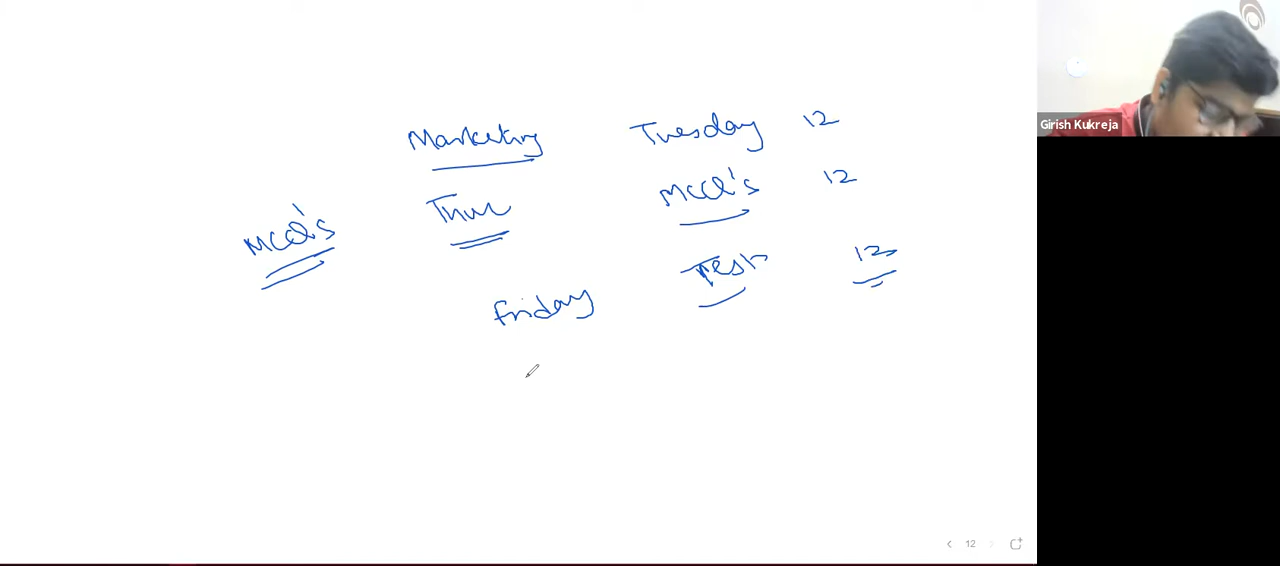 Marketing Tuesday 12
MCQ's Thur MCQ's 12
Friday Test 12
Girish Kukreja
12